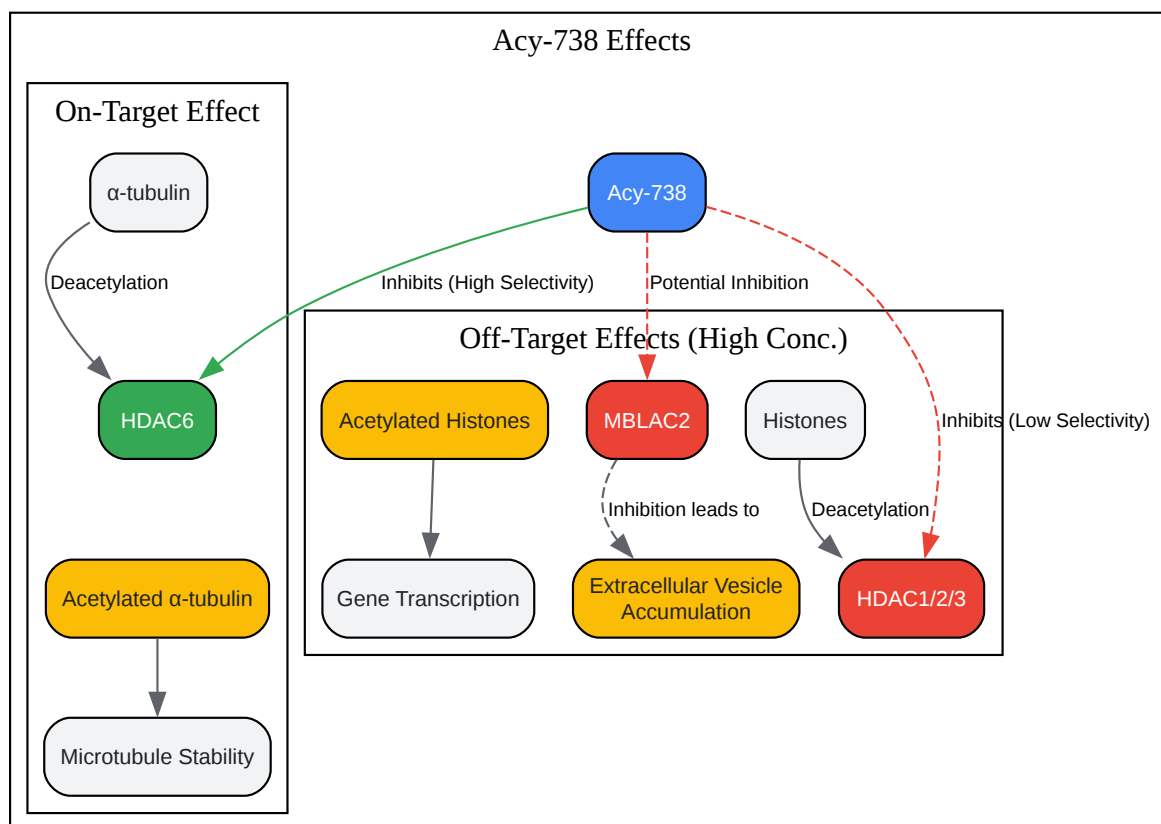 Acy-738 Effects
On-Target Effect
α-tubulin
Acy-738
Deacetylation
Inhibits (High Selectivity)
Potential Inhibition
Off-Target Effects (High Conc.)
HDAC6
Acetylated Histones
MBLAC2
Histones
Inhibits (Low Selectivity)
Inhibition leads to
Deacetylation
Acetylated α-tubulin
Gene Transcription
Extracellular Vesicle
Accumulation
HDAC1/2/3
Microtubule Stability